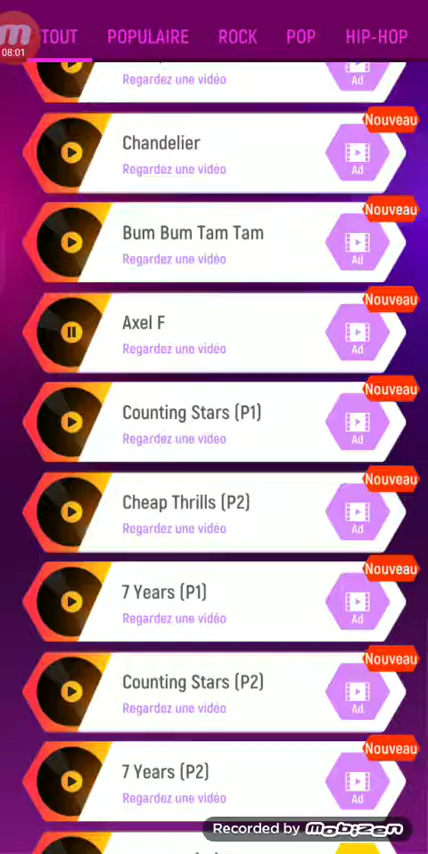 TOUT POPULAIRE ROCK POP HIP-HOP
08:01
Regardez une vidéo
Ad
Nouveau
Chandelier
Regardez une vidéo
Ad
Nouveau
Bum Bum Tam Tam
Regardez une vidéo
Ad
Nouveau
Axel F
Regardez une vidéo
Ad
Nouveau
Counting Stars (P1)
Regardez une vidéo
Ad
Nouveau
Cheap Thrills (P2)
Regardez une vidéo
Ad
Nouveau
7 Years (P1)
Regardez une vidéo
Ad
Nouveau
Counting Stars (P2)
Regardez une vidéo
Ad
Nouveau
7 Years (P2)
Regardez une vidéo
Ad
Recorded by Mobizen